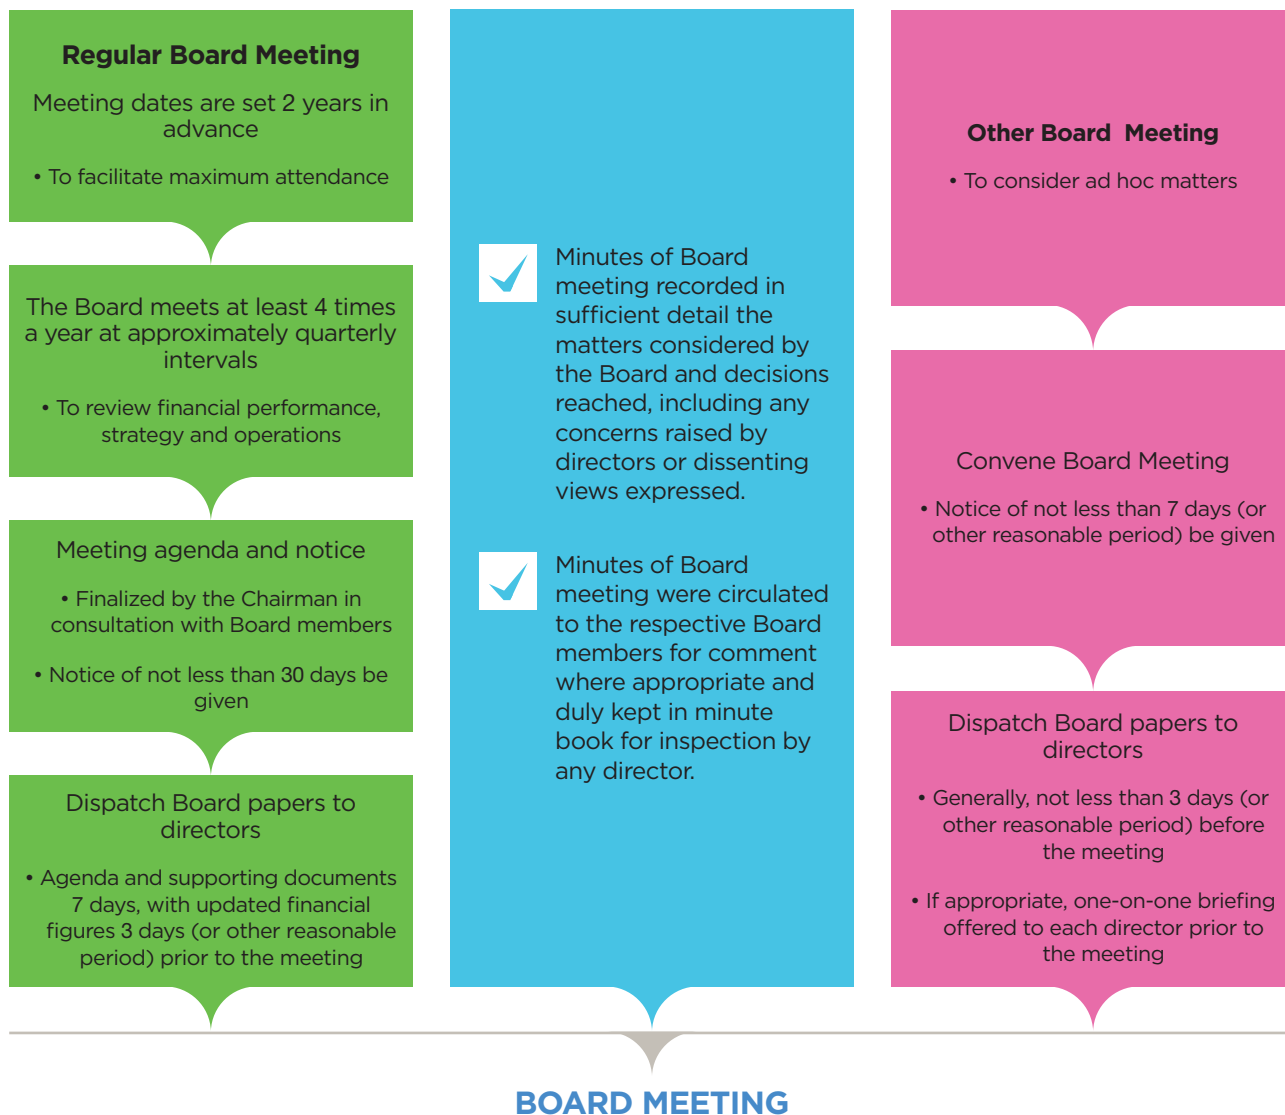 Regular Board Meeting
Meeting dates are set 2 years in
advance
• To facilitate maximum attendance
The Board meets at least 4 times
a year at approximately quarterly
intervals
• To review financial performance,
strategy and operations
Meeting agenda and notice
• Finalized by the Chairman in
consultation with Board members
• Notice of not less than 30 days be
given
Dispatch Board papers to
directors
• Agenda and supporting documents
7 days, with updated financial
figures 3 days (or other reasonable
period) prior to the meeting
Minutes of Board
meeting recorded in
sufficient detail the
matters considered by
the Board and decisions
reached, including any
concerns raised by
directors or dissenting
views expressed.
Minutes of Board
meeting were circulated
to the respective Board
members for comment
where appropriate and
duly kept in minute
book for inspection by
any director.
Other Board Meeting
• To consider ad hoc matters
Convene Board Meeting
• Notice of not less than 7 days (or
other reasonable period) be given
Dispatch Board papers to
directors
• Generally, not less than 3 days (or
other reasonable period) before
the meeting
• If appropriate, one-on-one briefing
offered to each director prior to
the meeting
BOARD MEETING